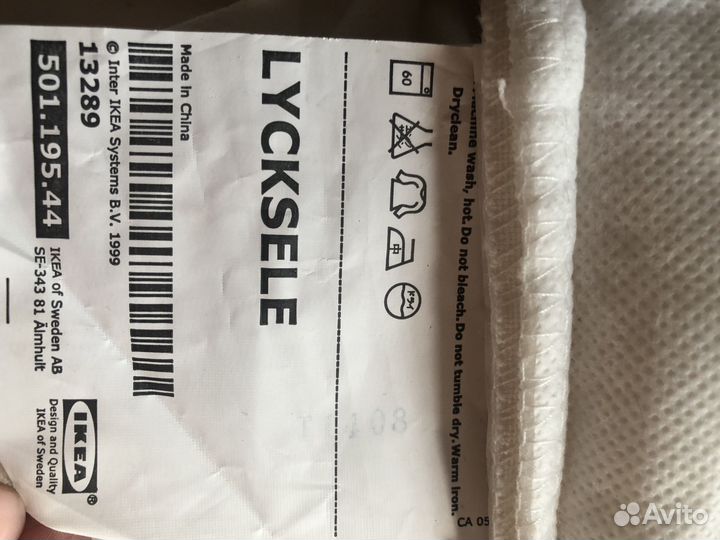 Machine wash, hot. Do not bleach. Do not tumble dry. Warm iron.
Dryclean.
CA 05
60
LYCKSELE
Made in China
© Inter IKEA Systems B.V. 1999
13289
501.195.44
IKEA of Sweden AB
SE-343 81 Älmhult
IKEA®
Design and Quality
IKEA of Sweden
Avito